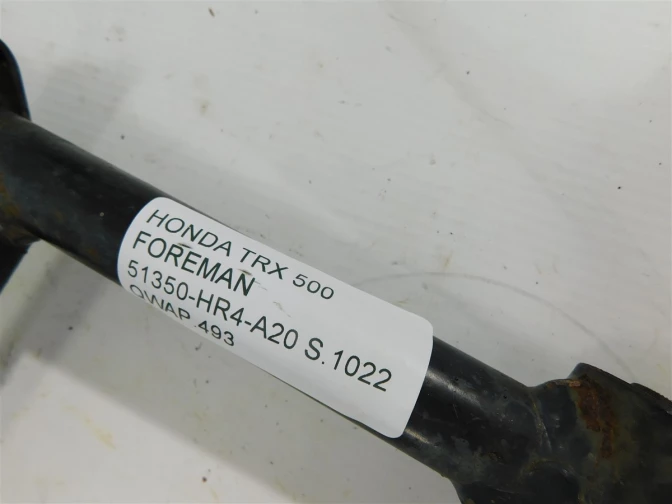 HONDA TRX 500
FOREMAN
51350-HR4-A20 S.1022
QWAP 493